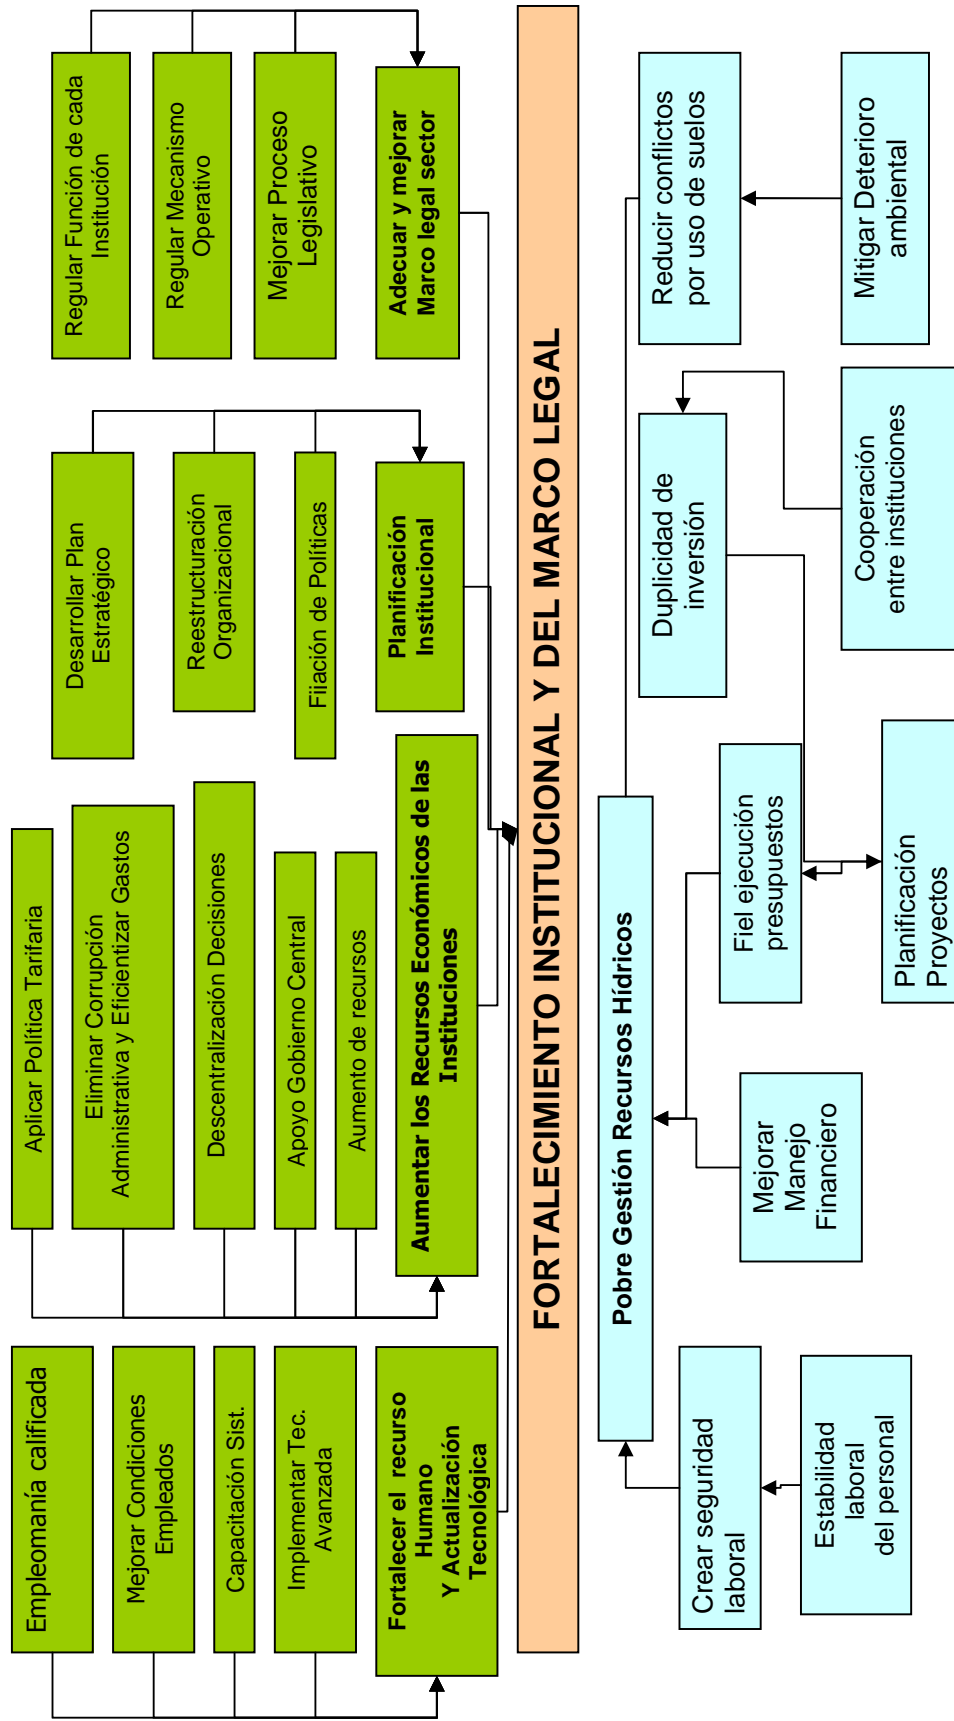 Empleomanía calificada
Mejorar Condiciones
Empleados
Capacitación Sist.
Implementar Tec.
Avanzada
Fortalecer el recurso
Humano
Y Actualización
Tecnológica
Aplicar Política Tarifaria
Eliminar Corrupción
Administrativa y Eficientizar Gastos
Descentralización Decisiones
Apoyo Gobierno Central
Aumento de recursos
Aumentar los Recursos Económicos de las
Instituciones
Desarrollar Plan
Estratégico
Reestructuración
Organizacional
Fiiación de Políticas
Planificación
Institucional
Regular Función de cada
Institución
Regular Mecanismo
Operativo
Mejorar Proceso
Legislativo
Adecuar y mejorar
Marco legal sector
FORTALECIMIENTO INSTITUCIONAL Y DEL MARCO LEGAL
Pobre Gestión Recursos Hídricos
Crear seguridad
laboral
Estabilidad
laboral
del personal
Mejorar
Manejo
Financiero
Fiel ejecución
presupuestos
Planificación
Proyectos
Duplicidad de
inversión
Cooperación
entre instituciones
Reducir conflictos
por uso de suelos
Mitigar Deterioro
ambiental